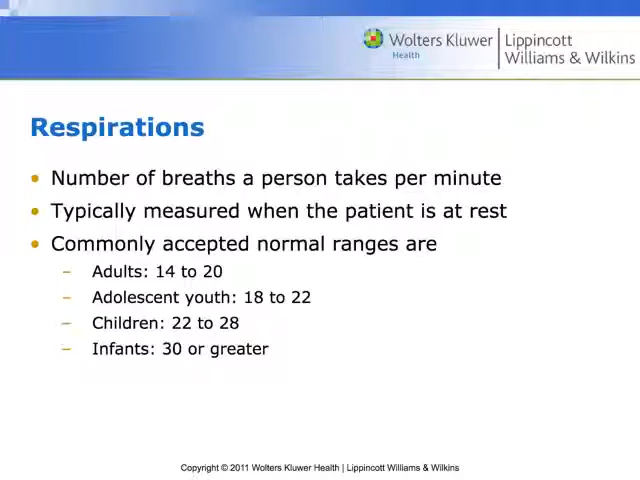 Wolters Kluwer
Health
Lippincott
Williams & Wilkins
Respirations
• Number of breaths a person takes per minute
• Typically measured when the patient is at rest
• Commonly accepted normal ranges are
– Adults: 14 to 20
– Adolescent youth: 18 to 22
– Children: 22 to 28
– Infants: 30 or greater
Copyright © 2011 Wolters Kluwer Health | Lippincott Williams & Wilkins